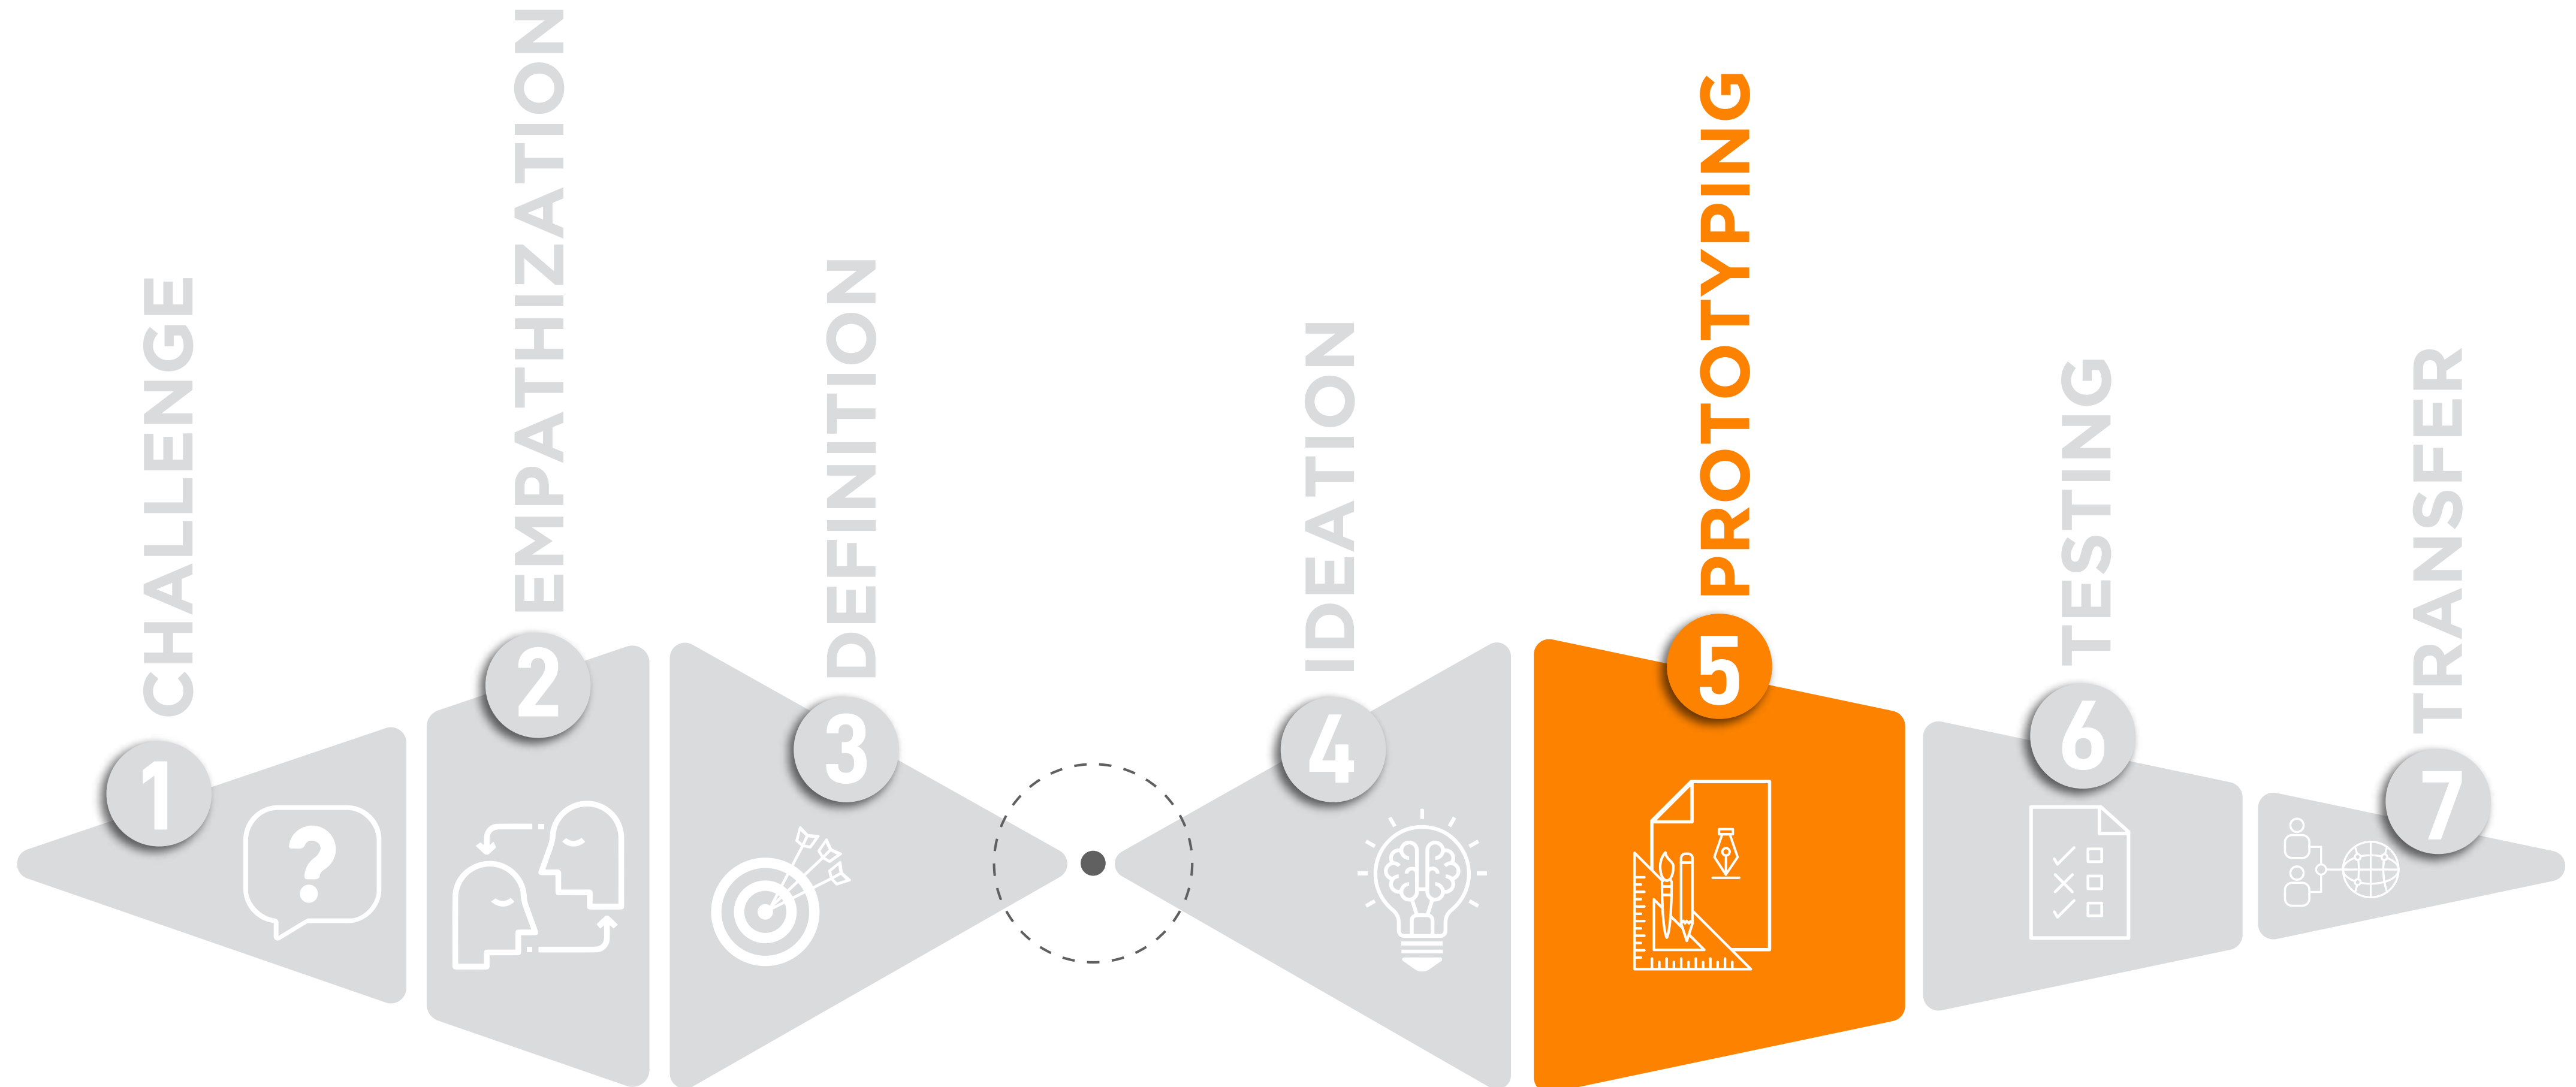 1 CHALLENGE
2 EMPATHIZATION
3 DEFINITION
4 IDEATION
5 PROTOTYPING
6 TESTING
7 TRANSFER
?